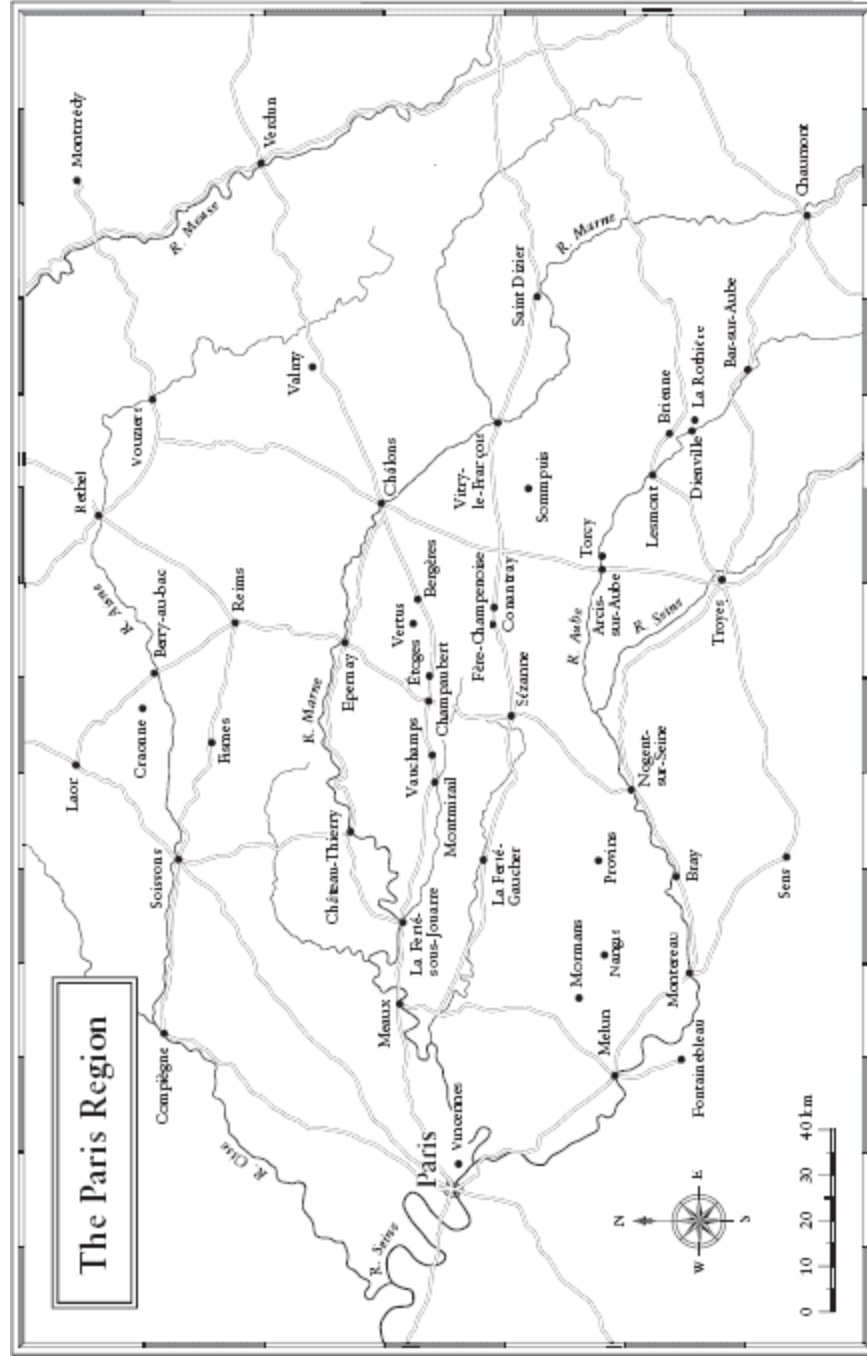 The Paris Region
Montmédy
Verdun
R. Meuse
Vouziers
Rethel
R. Aisne
Valmy
Châlons
Saint Dizier
R. Marne
Chaumont
Bar-sur-Aube
La Rothière
Brienne
Dienville
Lesmont
Vitry-
le-François
Sompuis
Torcy
Arcis-
sur-Aube
R. Aube
R. Seine
Troyes
Berry-au-bac
Reims
Laon
Craonne
Fismes
Soissons
Epernay
R. Marne
Vertus
Bergères
Étoges
Champaubert
Vauchamps
Montmirail
Fère-Champenoise
Connantray
Sézanne
Château-Thierry
La Ferté-
sous-Jouarre
La Ferté-
Gaucher
Nogent-
sur-Seine
Provins
Bray
Sens
Compiègne
R. Oise
Meaux
Mormans
Nangis
Montereau
Melun
Fontainebleau
Vincennes
Paris
R. Seine
N
E
S
W
0 10 20 30 40 km